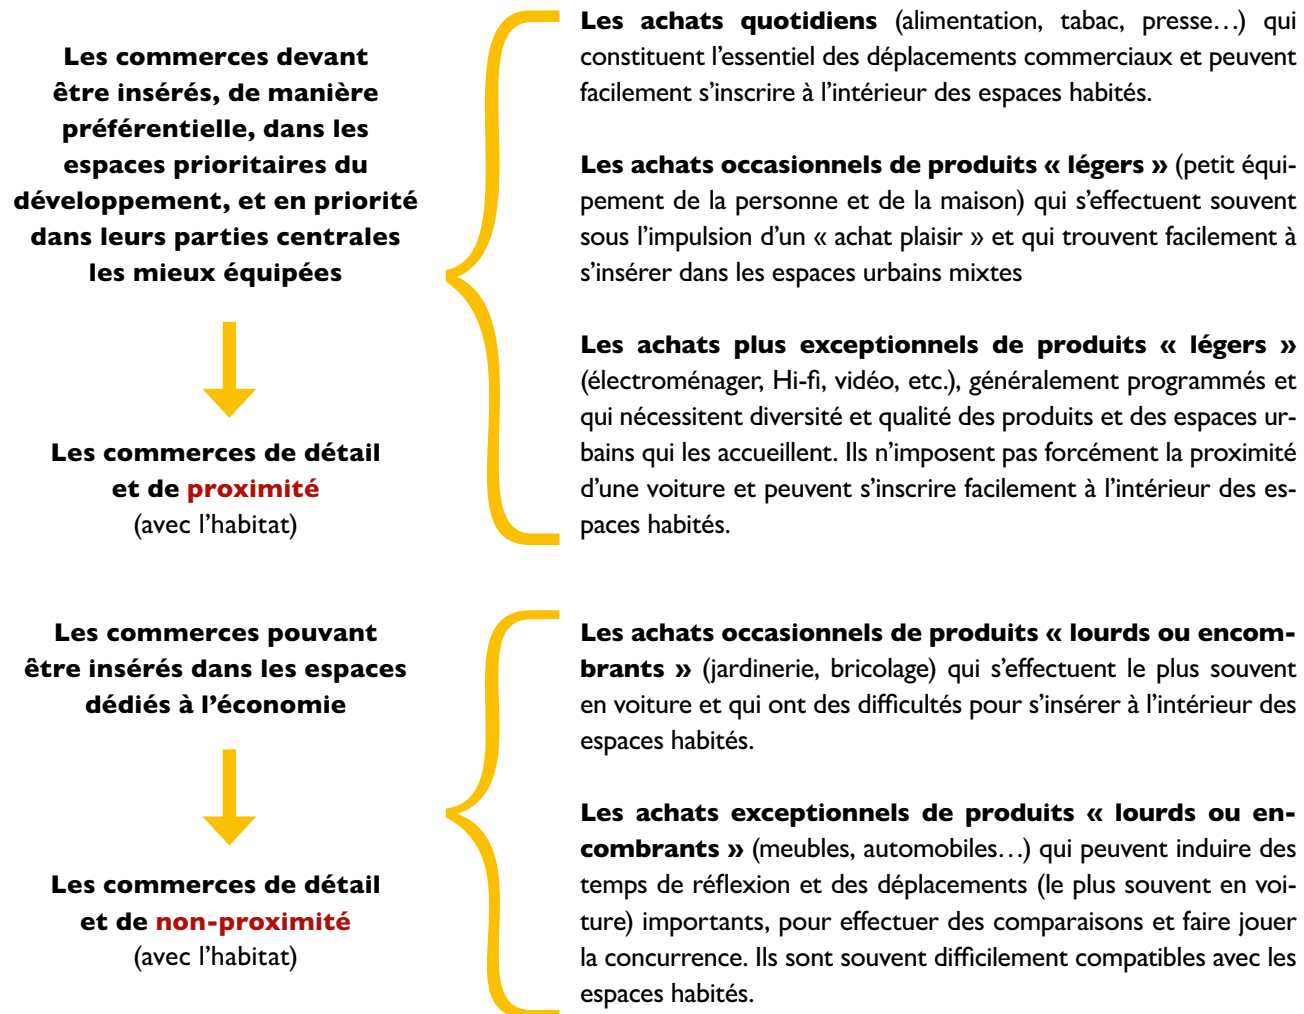 Les commerces devant
être insérés, de manière
préférentielle, dans les
espaces prioritaires du
développement, et en priorité
dans leurs parties centrales
les mieux équipées
Les commerces de détail
et de proximité
(avec l’habitat)
Les achats quotidiens (alimentation, tabac, presse…) qui
constituent l’essentiel des déplacements commerciaux et peuvent
facilement s’inscrire à l’intérieur des espaces habités.
Les achats occasionnels de produits « légers » (petit équi-
pement de la personne et de la maison) qui s’effectuent souvent
sous l’impulsion d’un « achat plaisir » et qui trouvent facilement à
s’insérer dans les espaces urbains mixtes
Les achats plus exceptionnels de produits « légers »
(électroménager, Hi-fi, vidéo, etc.), généralement programmés et
qui nécessitent diversité et qualité des produits et des espaces ur-
bains qui les accueillent. Ils n’imposent pas forcément la proximité
d’une voiture et peuvent s’inscrire facilement à l’intérieur des es-
paces habités.
Les commerces pouvant
être insérés dans les espaces
dédiés à l’économie
Les commerces de détail
et de non-proximité
(avec l’habitat)
Les achats occasionnels de produits « lourds ou encom-
brants » (jardinerie, bricolage) qui s’effectuent le plus souvent
en voiture et qui ont des difficultés pour s’insérer à l’intérieur des
espaces habités.
Les achats exceptionnels de produits « lourds ou en-
combrants » (meubles, automobiles…) qui peuvent induire des
temps de réflexion et des déplacements (le plus souvent en voi-
ture) importants, pour effectuer des comparaisons et faire jouer
la concurrence. Ils sont souvent difficilement compatibles avec les
espaces habités.